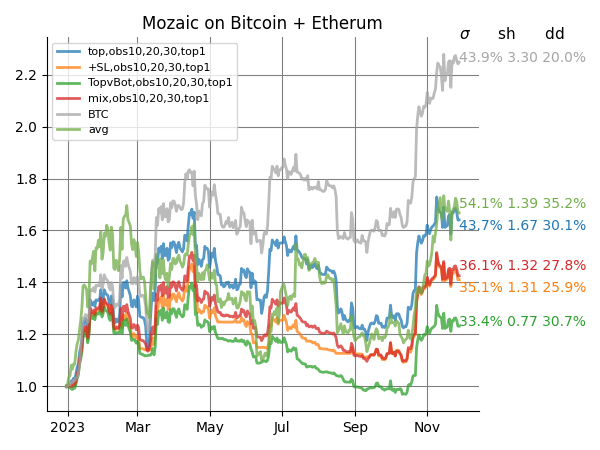 Mozaic on Bitcoin + Etherum
σ sh dd
top,obs10,20,30,top1
+SL,obs10,20,30,top1
TopvBot,obs10,20,30,top1
mix,obs10,20,30,top1
BTC
avg
43.9% 3.30 20.0%
54.1% 1.39 35.2%
43.7% 1.67 30.1%
36.1% 1.32 27.8%
35.1% 1.31 25.9%
33.4% 0.77 30.7%
2.2
2.0
1.8
1.6
1.4
1.2
1.0
2023 Mar May Jul Sep Nov